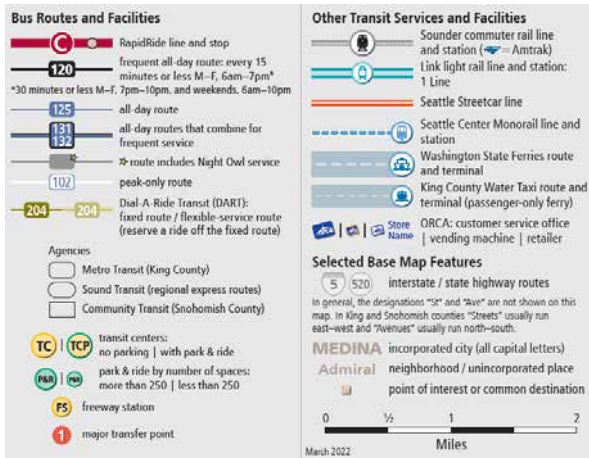 Bus Routes and Facilities
C
RapidRide line and stop
120
frequent all-day route: every 15
minutes or less M–F, 6am–7pm*
*30 minutes or less M–F, 7pm–10pm, and weekends, 6am–10pm
125
all-day route
131
132
all-day routes that combine for
frequent service
route includes Night Owl service
102
peak-only route
204
204
Dial-A-Ride Transit (DART):
fixed route / flexible-service route
(reserve a ride off the fixed route)
Agencies
Metro Transit (King County)
Sound Transit (regional express routes)
Community Transit (Snohomish County)
TC | TCP
transit centers:
no parking | with park & ride
P&R | P&R
park & ride by number of spaces:
more than 250 | less than 250
FS
freeway station
1
major transfer point
Other Transit Services and Facilities
Sounder commuter rail line
and station ( = Amtrak)
Link light rail line and station:
1 Line
Seattle Streetcar line
Seattle Center Monorail line and
station
Washington State Ferries route
and terminal
King County Water Taxi route and
terminal (passenger-only ferry)
Store
Name
ORCA: customer service office
| vending machine | retailer
Selected Base Map Features
5
520
interstate / state highway routes
In general, the designations "St" and "Ave" are not shown on this
map. In King and Snohomish counties "Streets" usually run
east–west and "Avenues" usually run north–south.
MEDINA
incorporated city (all capital letters)
Admiral
neighborhood / unincorporated place
point of interest or common destination
0
½
1
2
Miles
March 2022